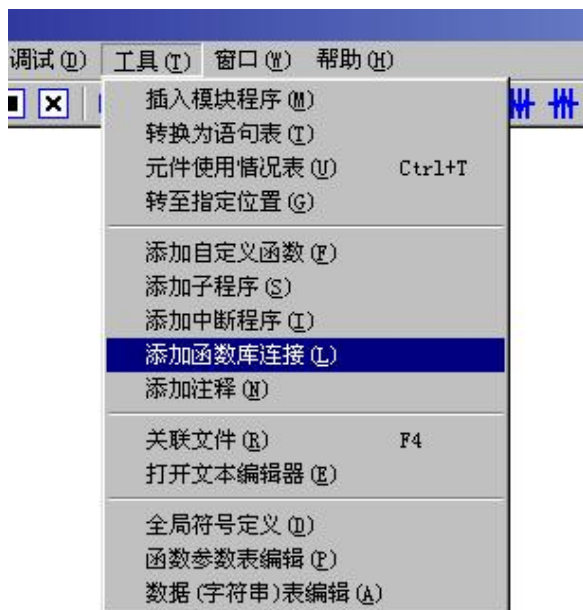 调试(D) 工具(T) 窗口(W) 帮助(H)
插入模块程序(M)
转换为语句表(T)
元件使用情况表(U) Ctrl+T
转至指定位置(G)
添加自定义函数(F)
添加子程序(S)
添加中断程序(I)
添加函数库连接(L)
添加注释(N)
关联文件(R) F4
打开文本编辑器(E)
全局符号定义(D)
函数参数表编辑(P)
数据(字符串)表编辑(A)